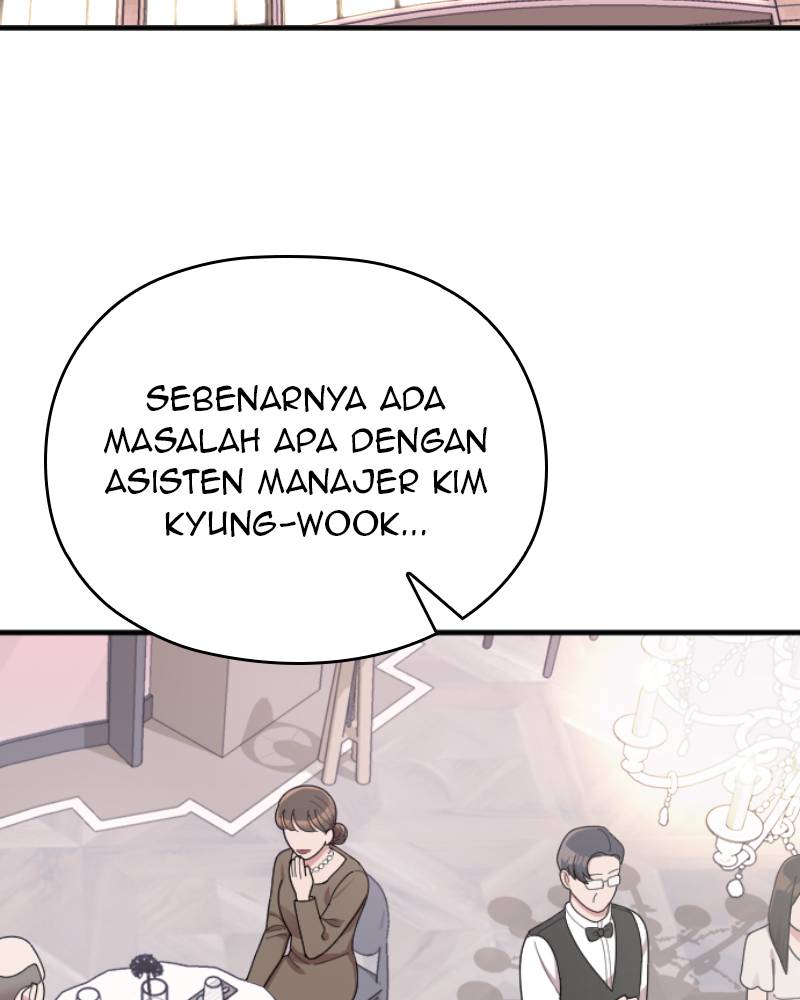 SEBENARNYA ADA
MASALAH APA DENGAN
ASISTEN MANAJER KIM
KYUNG-WOOK...